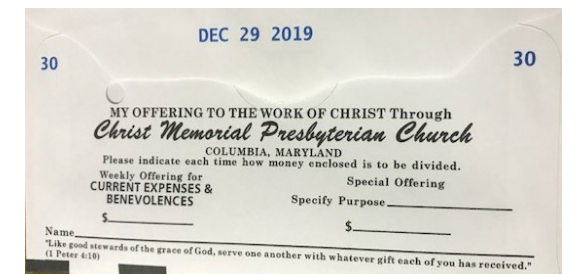 DEC 29 2019
30 30
MY OFFERING TO THE WORK OF CHRIST Through
Christ Memorial Presbyterian Church
COLUMBIA, MARYLAND
Please indicate each time how money enclosed is to be divided.
Weekly Offering for
CURRENT EXPENSES &
BENEVOLENCES
$
Special Offering
Specify Purpose
$
Name
"Like good stewards of the grace of God, serve one another with whatever gift each of you has received."
(1 Peter 4:10)